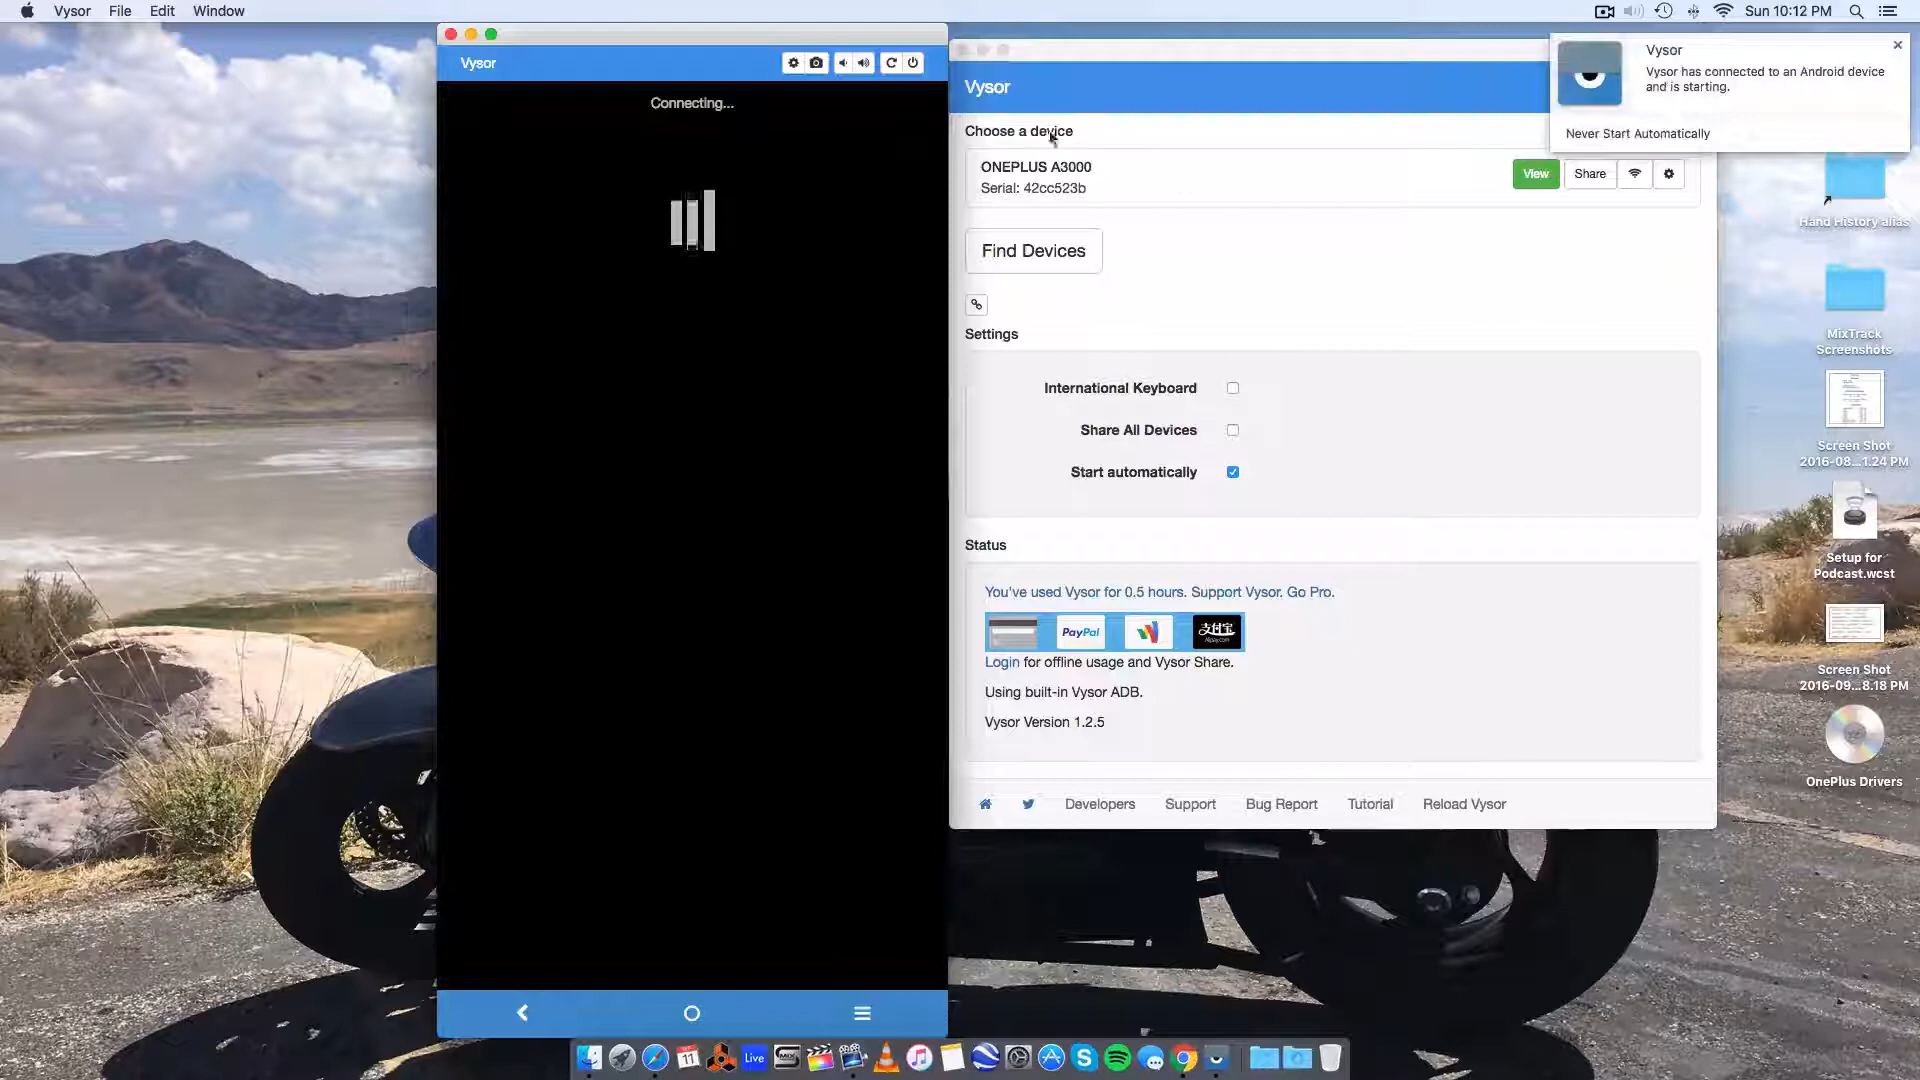 Vysor File Edit Window
Sun 10:12 PM
Vysor
Connecting...
Vysor
Choose a device
ONEPLUS A3000
Serial: 42cc523b
View
Share
Find Devices
Settings
International Keyboard
Share All Devices
Start automatically
Status
You've used Vysor for 0.5 hours. Support Vysor. Go Pro.
PayPal
支付宝
Alipay.com
Login for offline usage and Vysor Share.
Using built-in Vysor ADB.
Vysor Version 1.2.5
Developers
Support
Bug Report
Tutorial
Reload Vysor
Vysor
Vysor has connected to an Android device
and is starting.
Never Start Automatically
Hand History alias
MixTrack
Screenshots
Screen Shot
2016-08...1.24 PM
Setup for
Podcast.wcst
Screen Shot
2016-09...8.18 PM
OnePlus Drivers
11
Live